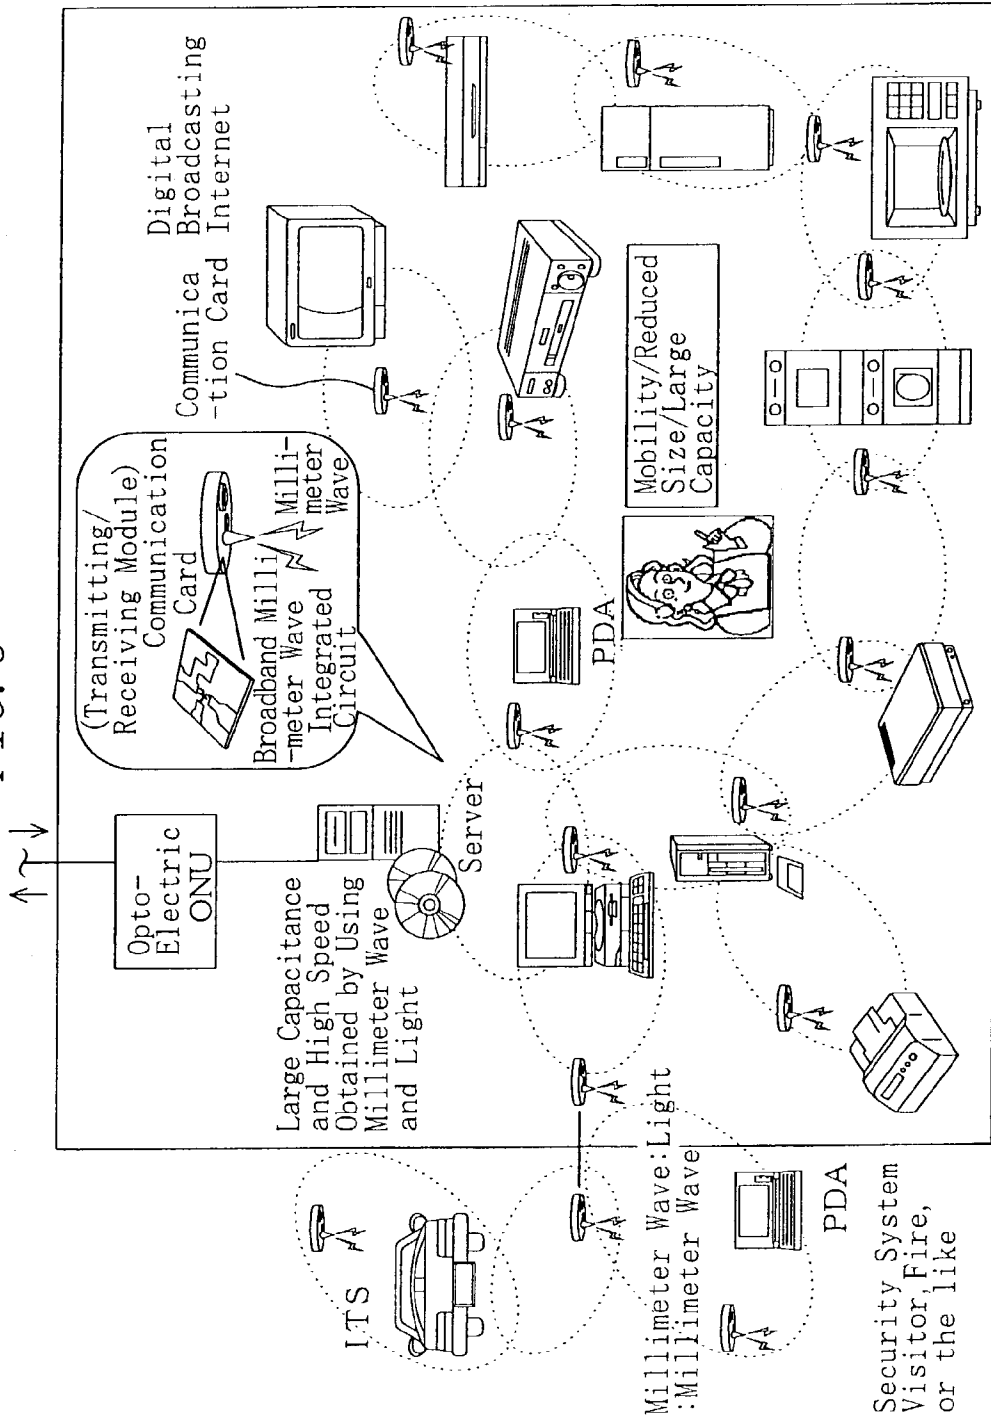 Opto-
Electric
ONU
(Transmitting/
Receiving Module)
Communication
Card
Broadband Milli
-meter Wave
Integrated
Circuit
Milli-
meter
Wave
Communica
-tion Card
Digital
Broadcasting
Internet
Large Capacitance
and High Speed
Obtained by Using
Millimeter Wave
and Light
Server
PDA
Mobility/Reduced
Size/Large
Capacity
ITS
Millimeter Wave:Light
:Millimeter Wave
PDA
Security System
Visitor,Fire,
or the like